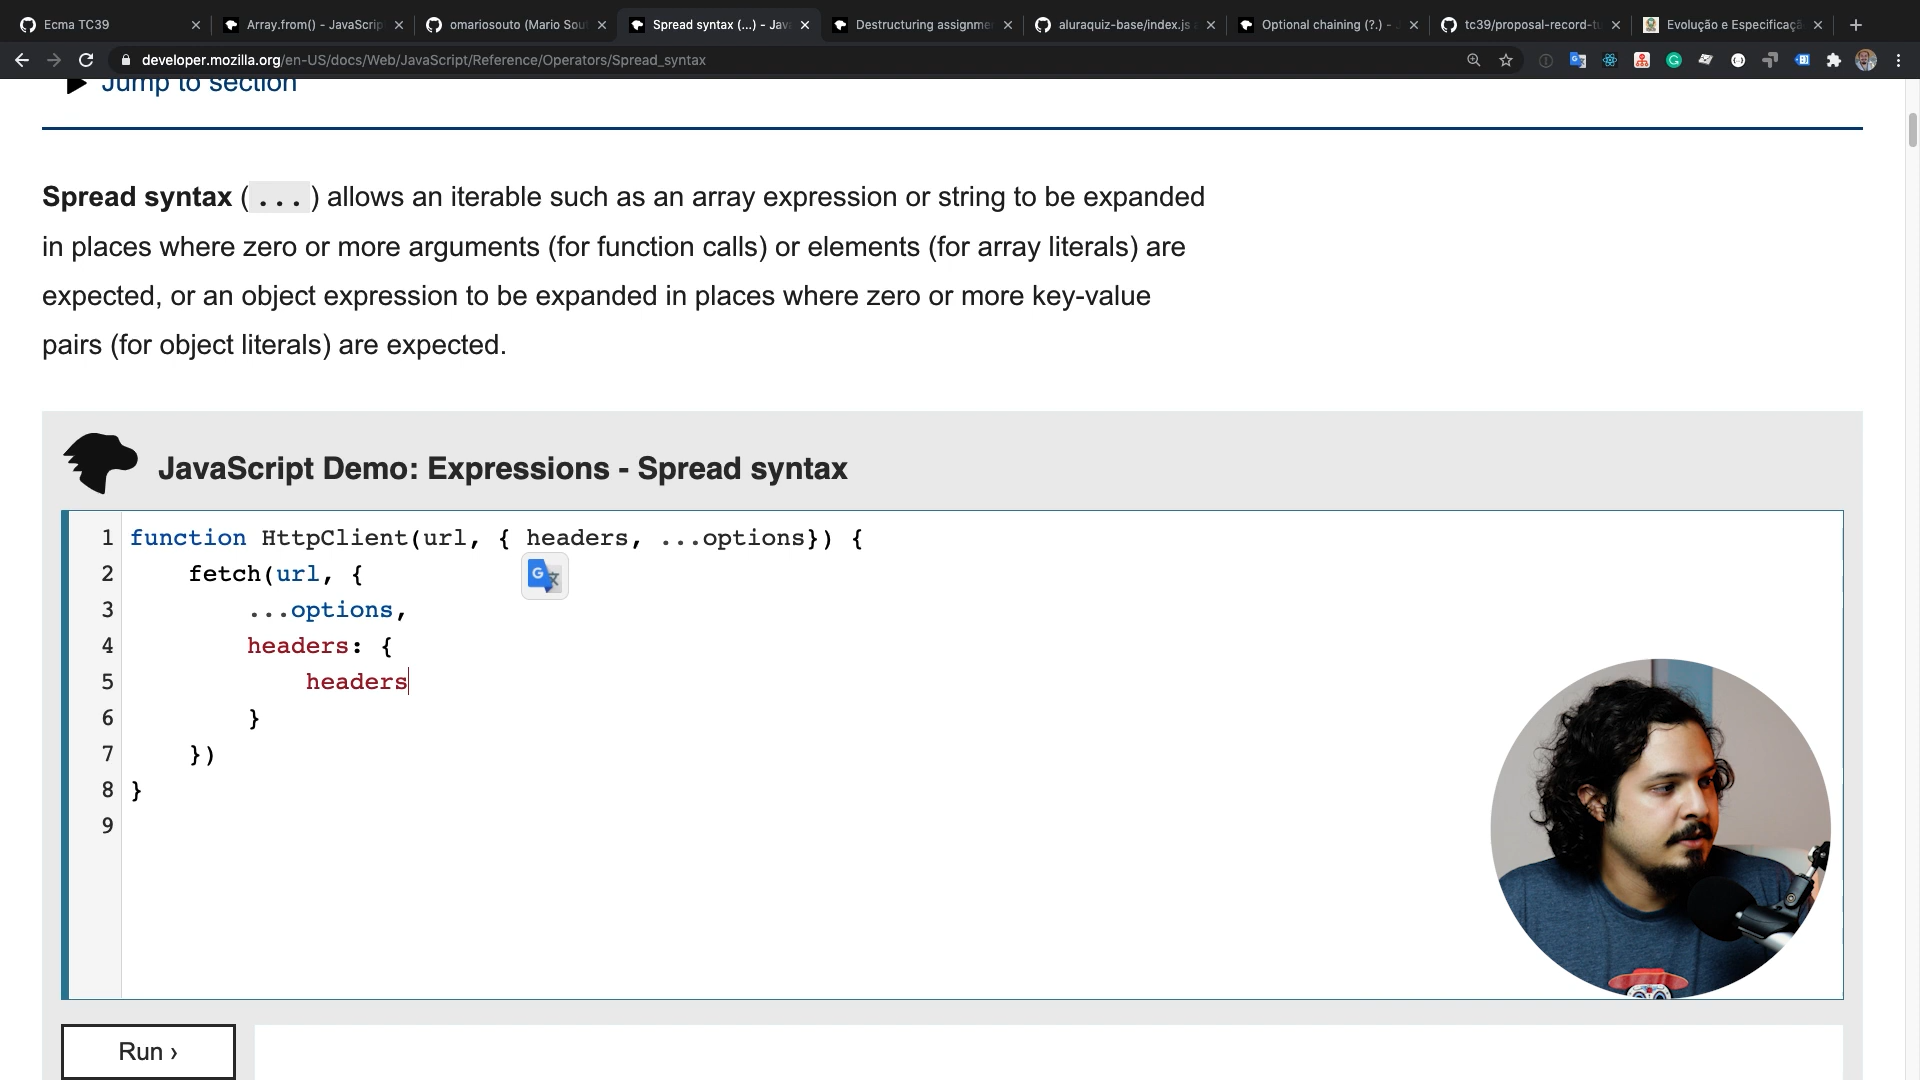 Ecma TC39
Array.from() - JavaScrip
omariosouto (Mario Sou
Spread syntax (...) - Jav
Destructuring assignme
aluraquiz-base/index.js a
Optional chaining (?.) -
tc39/proposal-record-tu
Evolução e Especificaçã
developer.mozilla.org/en-US/docs/Web/JavaScript/Reference/Operators/Spread_syntax
Jump to section
Spread syntax (...) allows an iterable such as an array expression or string to be expanded
in places where zero or more arguments (for function calls) or elements (for array literals) are
expected, or an object expression to be expanded in places where zero or more key-value
pairs (for object literals) are expected.
JavaScript Demo: Expressions - Spread syntax
1 function HttpClient(url, { headers, ...options}) {
2 fetch(url, {
3 ...options,
4 headers: {
5 headers
6 }
7 })
8 }
9
Run ›